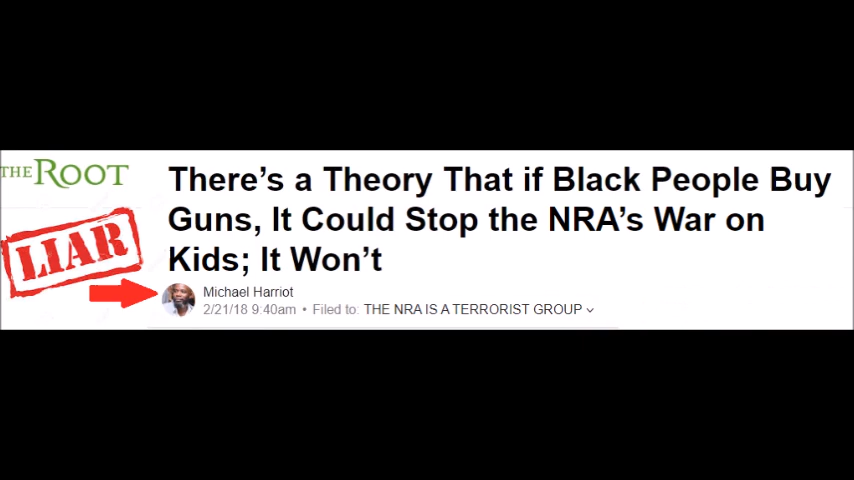 THE ROOT
There's a Theory That if Black People Buy
Guns, It Could Stop the NRA's War on
Kids; It Won't
LIAR
Michael Harriot
2/21/18 9:40am • Filed to: THE NRA IS A TERRORIST GROUP